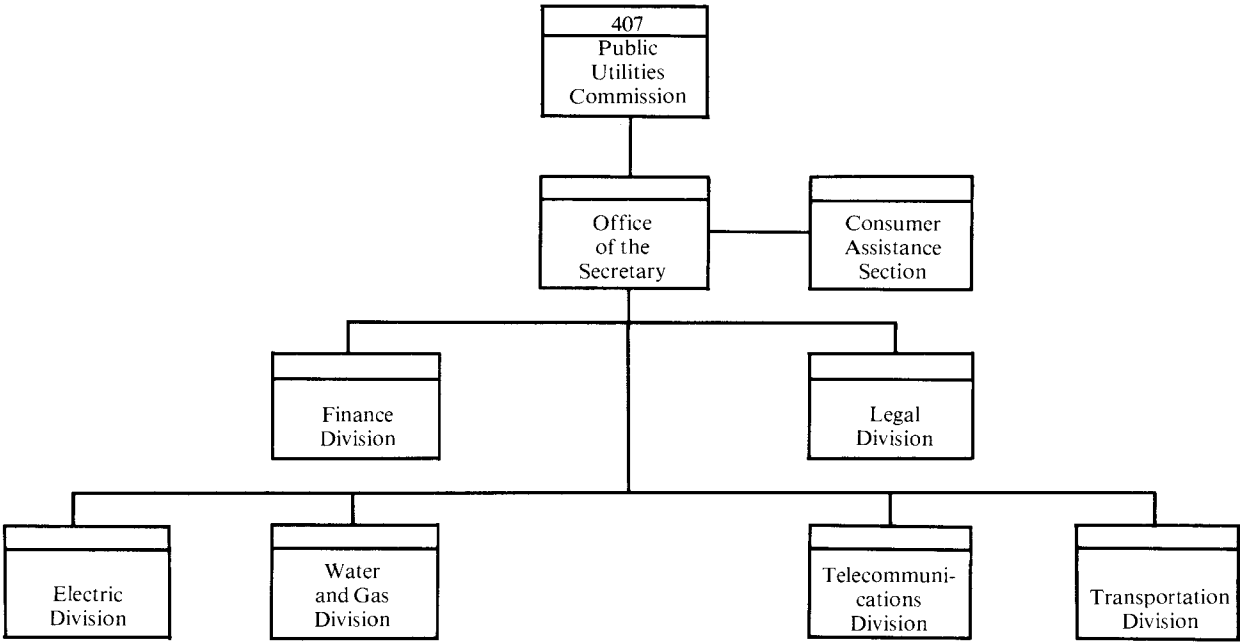 407
Public
Utilities
Commission
Office
of the
Secretary
Consumer
Assistance
Section
Finance
Division
Legal
Division
Electric
Division
Water
and Gas
Division
Telecommuni-
cations
Division
Transportation
Division